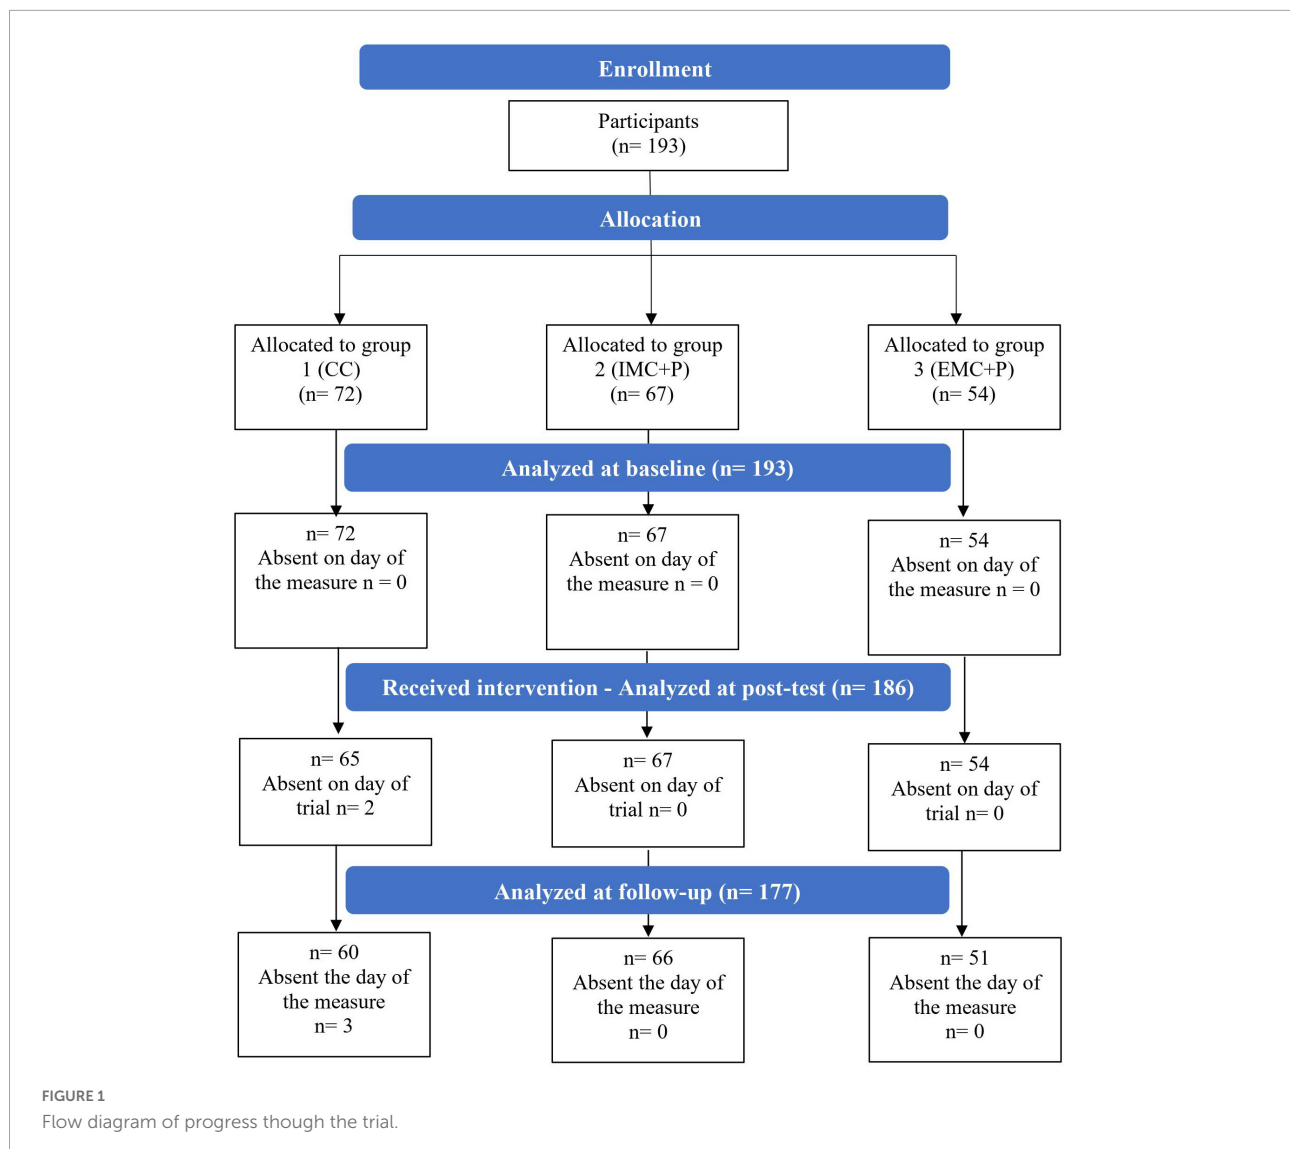 Enrollment
Participants
(n= 193)
Allocation
Allocated to group
1 (CC)
(n= 72)
Allocated to group
2 (IMC+P)
(n= 67)
Allocated to group
3 (EMC+P)
(n= 54)
Analyzed at baseline (n= 193)
n= 72
Absent on day of
the measure n = 0
n= 67
Absent on day of
the measure n = 0
n= 54
Absent on day of
the measure n = 0
Received intervention - Analyzed at post-test (n= 186)
n= 65
Absent on day of
trial n= 2
n= 67
Absent on day of
trial n= 0
n= 54
Absent on day of
trial n= 0
Analyzed at follow-up (n= 177)
n= 60
Absent the day of
the measure
n= 3
n= 66
Absent the day of
the measure
n= 0
n= 51
Absent the day of
the measure
n= 0
FIGURE 1
Flow diagram of progress though the trial.